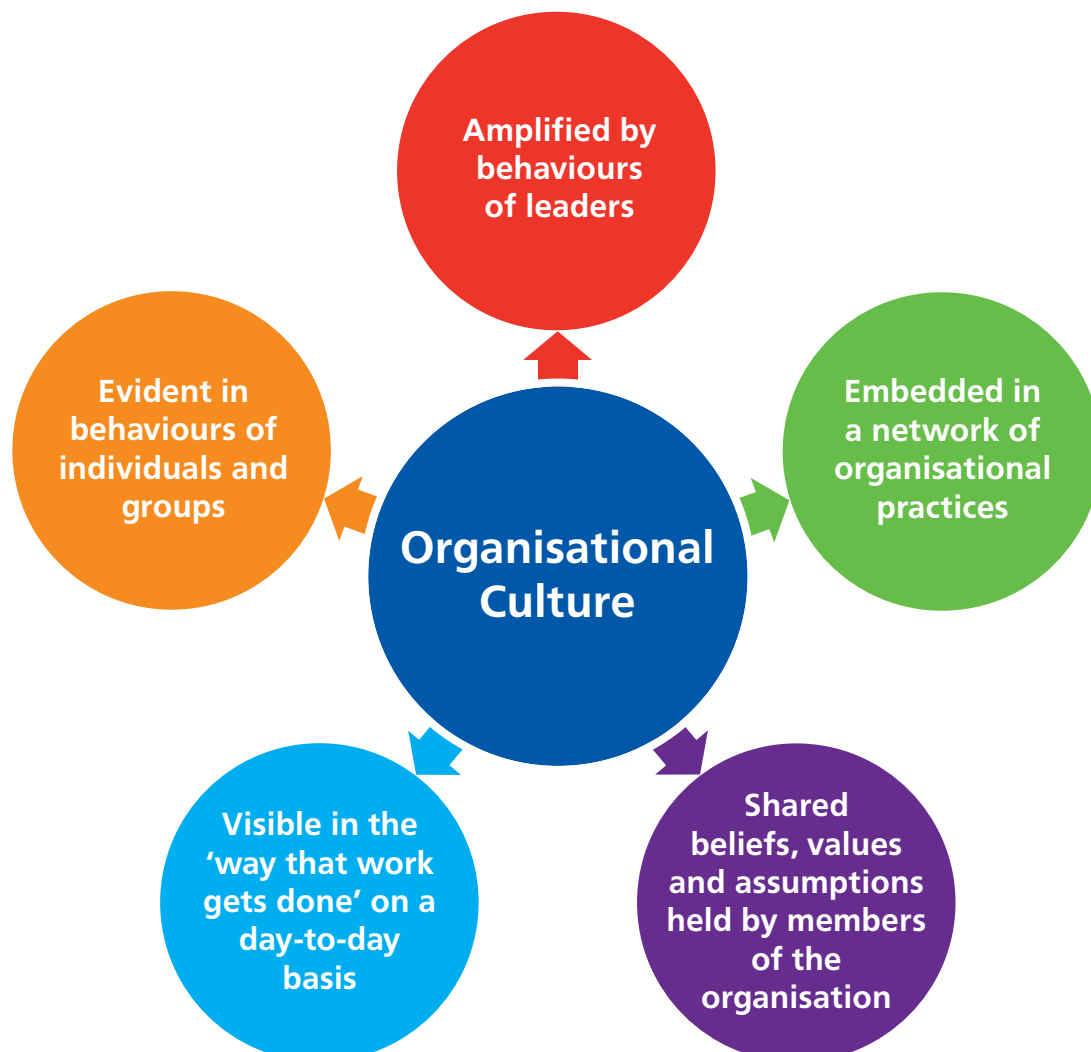 Amplified by
behaviours
of leaders
Evident in
behaviours of
individuals and
groups
Embedded in
a network of
organisational
practices
Organisational
Culture
Visible in the
‘way that work
gets done’ on a
day-to-day
basis
Shared
beliefs, values
and assumptions
held by members
of the
organisation